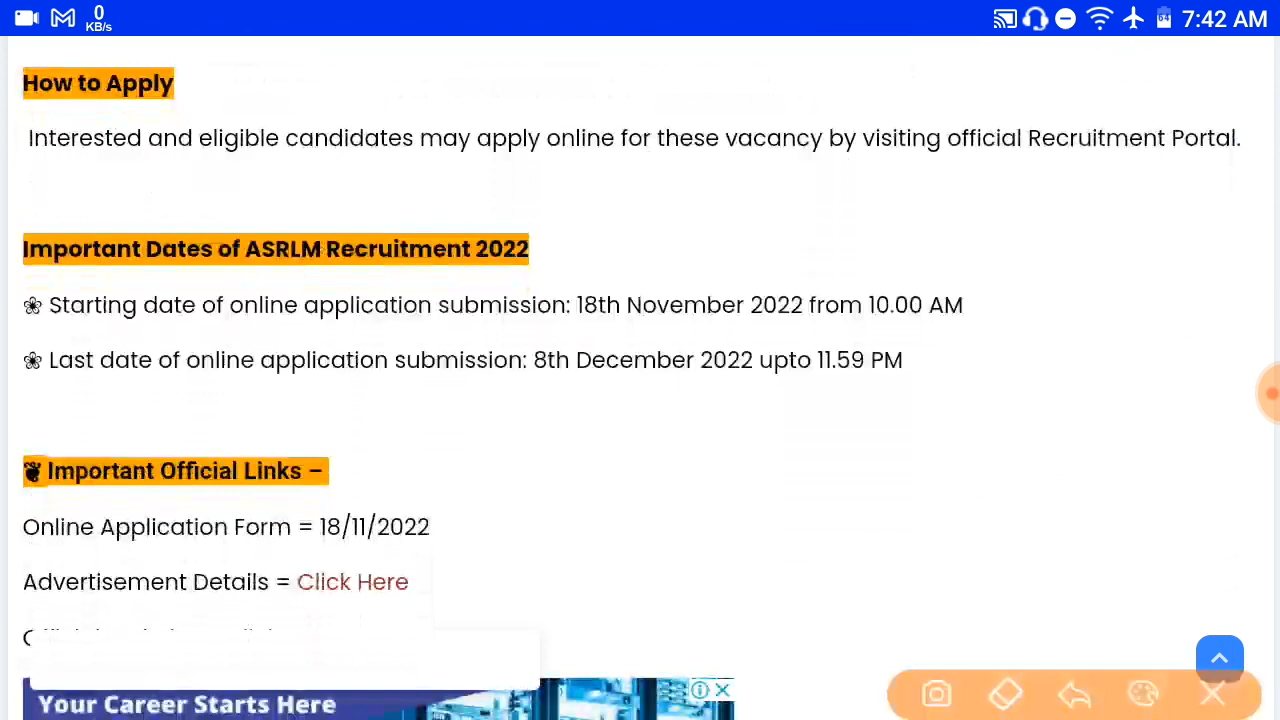 0
KB/s
64
7:42 AM
How to Apply
Interested and eligible candidates may apply online for these vacancy by visiting official Recruitment Portal.
Important Dates of ASRLM Recruitment 2022
❀ Starting date of online application submission: 18th November 2022 from 10.00 AM
❀ Last date of online application submission: 8th December 2022 upto 11.59 PM
❦ Important Official Links –
Online Application Form = 18/11/2022
Advertisement Details = Click Here
Your Career Starts Here